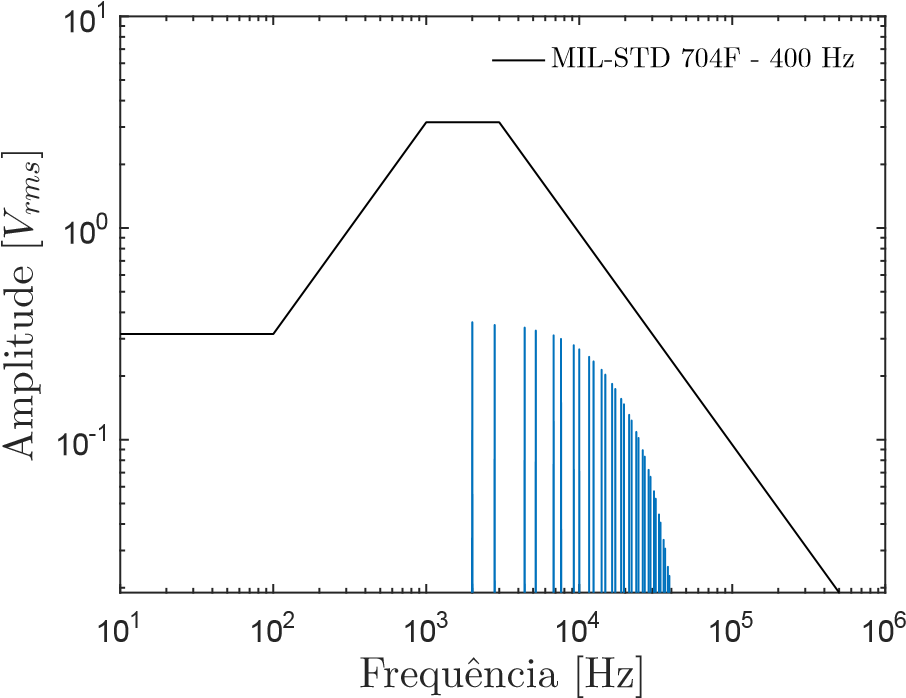 10^1
MIL-STD 704F - 400 Hz
10^0
10^-1
Amplitude [V_rms]
10^1 10^2 10^3 10^4 10^5 10^6
Frequência [Hz]